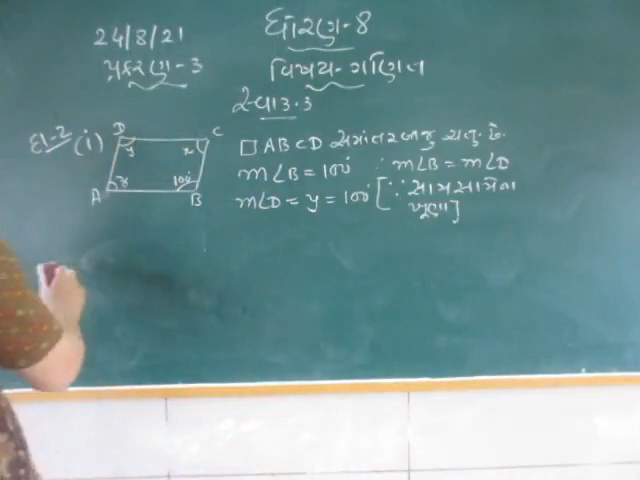 24/8/21
ધોરણ-8
પ્રકરણ-3
વિષય-ગણિત
સ્વા 3.3
દા-2 (i)
D
C
y
z
x
100°
A
B
□ABCD સમાંતરબાજુ ચતુ. છે.
m∠B = 100° ∴ m∠B = m∠D
m∠D = y = 100° [∵ સામસામેના
ખૂણા]